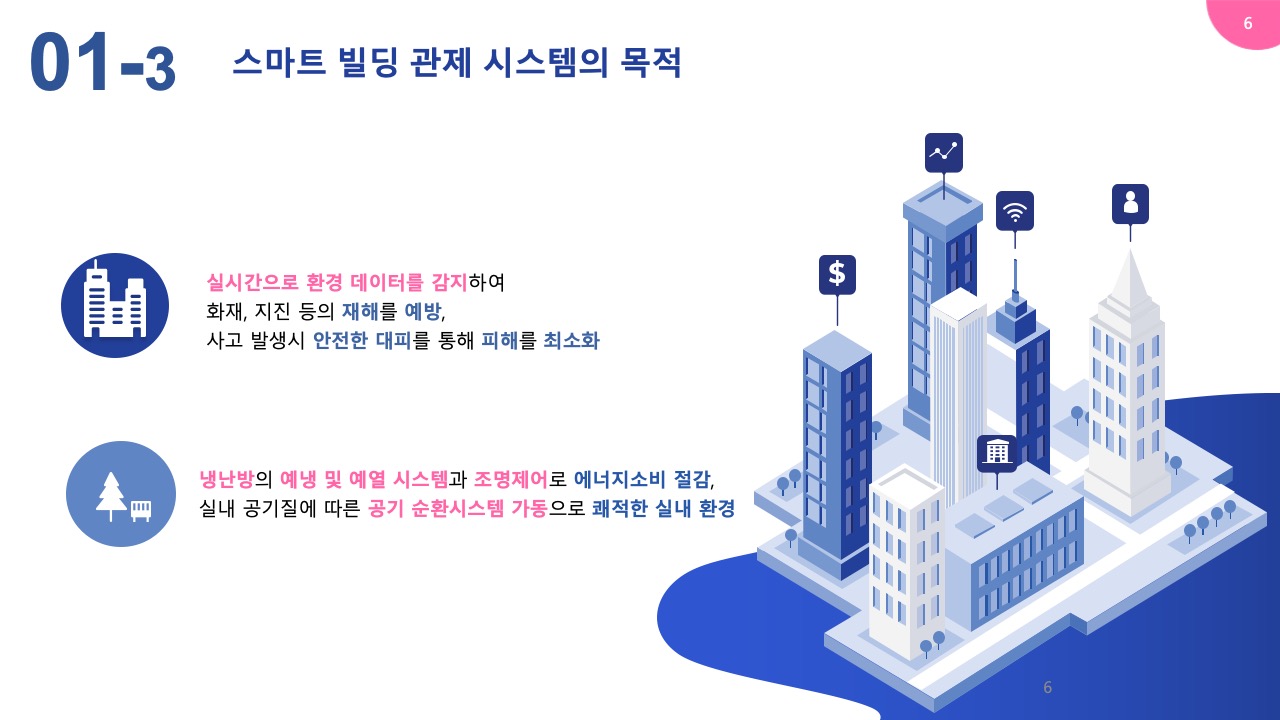 6
01-3
스마트 빌딩 관제 시스템의 목적
$
실시간으로 환경 데이터를 감지하여
화재, 지진 등의 재해를 예방,
사고 발생시 안전한 대피를 통해 피해를 최소화
냉난방의 예냉 및 예열 시스템과 조명제어로 에너지소비 절감,
실내 공기질에 따른 공기 순환시스템 가동으로 쾌적한 실내 환경
6